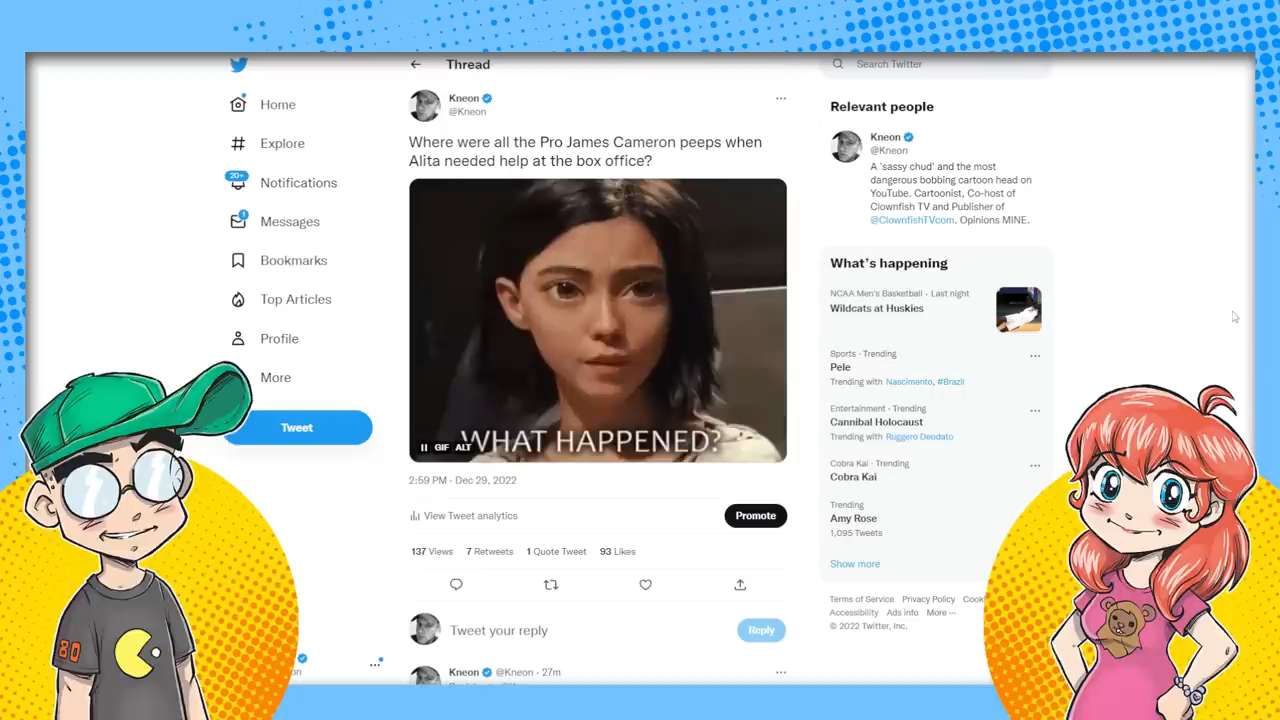 Thread
Search Twitter
Home
Explore
20+
Notifications
1
Messages
Bookmarks
Top Articles
Profile
More
Tweet
Kneon
@Kneon
Where were all the Pro James Cameron peeps when
Alita needed help at the box office?
GIF ALT
WHAT HAPPENED?
2:59 PM · Dec 29, 2022
View Tweet analytics
Promote
137 Views 7 Retweets 1 Quote Tweet 93 Likes
Tweet your reply
Reply
Kneon @Kneon · 27m
Relevant people
Kneon
@Kneon
A 'sassy chud' and the most
dangerous bobbing cartoon head on
YouTube. Cartoonist, Co-host of
Clownfish TV and Publisher of
@ClownfishTVcom. Opinions MINE.
What's happening
NCAA Men's Basketball · Last night
Wildcats at Huskies
Sports · Trending
Pele
Trending with Nascimento, #Brazil
Entertainment · Trending
Cannibal Holocaust
Trending with Ruggero Deodato
Cobra Kai · Trending
Cobra Kai
Trending
Amy Rose
1,095 Tweets
Show more
Terms of Service Privacy Policy
Accessibility Ads info More ···
© 2022 Twitter, Inc.
80